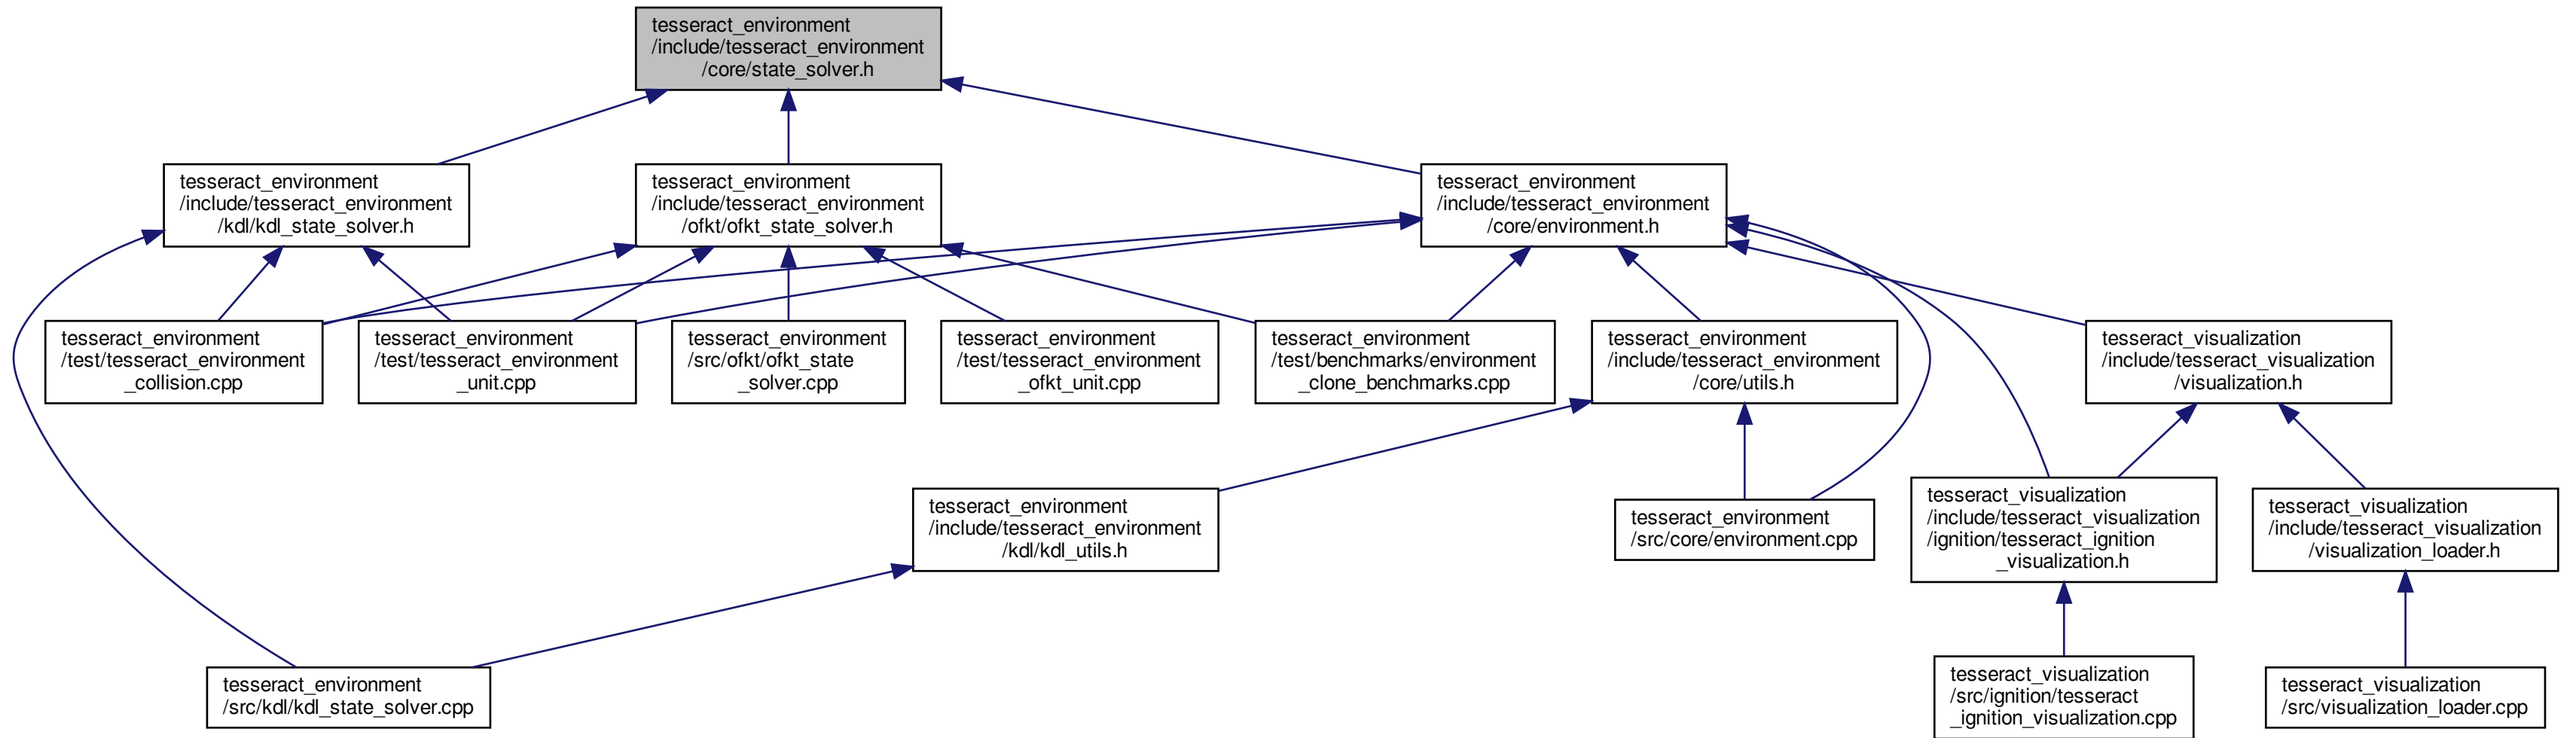 tesseract_environment
/include/tesseract_environment
/core/state_solver.h
tesseract_environment
/include/tesseract_environment
/kdl/kdl_state_solver.h
tesseract_environment
/include/tesseract_environment
/ofkt/ofkt_state_solver.h
tesseract_environment
/include/tesseract_environment
/core/environment.h
tesseract_environment
/test/tesseract_environment
_collision.cpp
tesseract_environment
/test/tesseract_environment
_unit.cpp
tesseract_environment
/src/ofkt/ofkt_state
_solver.cpp
tesseract_environment
/test/tesseract_environment
_ofkt_unit.cpp
tesseract_environment
/test/benchmarks/environment
_clone_benchmarks.cpp
tesseract_environment
/include/tesseract_environment
/core/utils.h
tesseract_visualization
/include/tesseract_visualization
/visualization.h
tesseract_environment
/include/tesseract_environment
/kdl/kdl_utils.h
tesseract_environment
/src/core/environment.cpp
tesseract_visualization
/include/tesseract_visualization
/ignition/tesseract_ignition
_visualization.h
tesseract_visualization
/include/tesseract_visualization
/visualization_loader.h
tesseract_environment
/src/kdl/kdl_state_solver.cpp
tesseract_visualization
/src/ignition/tesseract
_ignition_visualization.cpp
tesseract_visualization
/src/visualization_loader.cpp